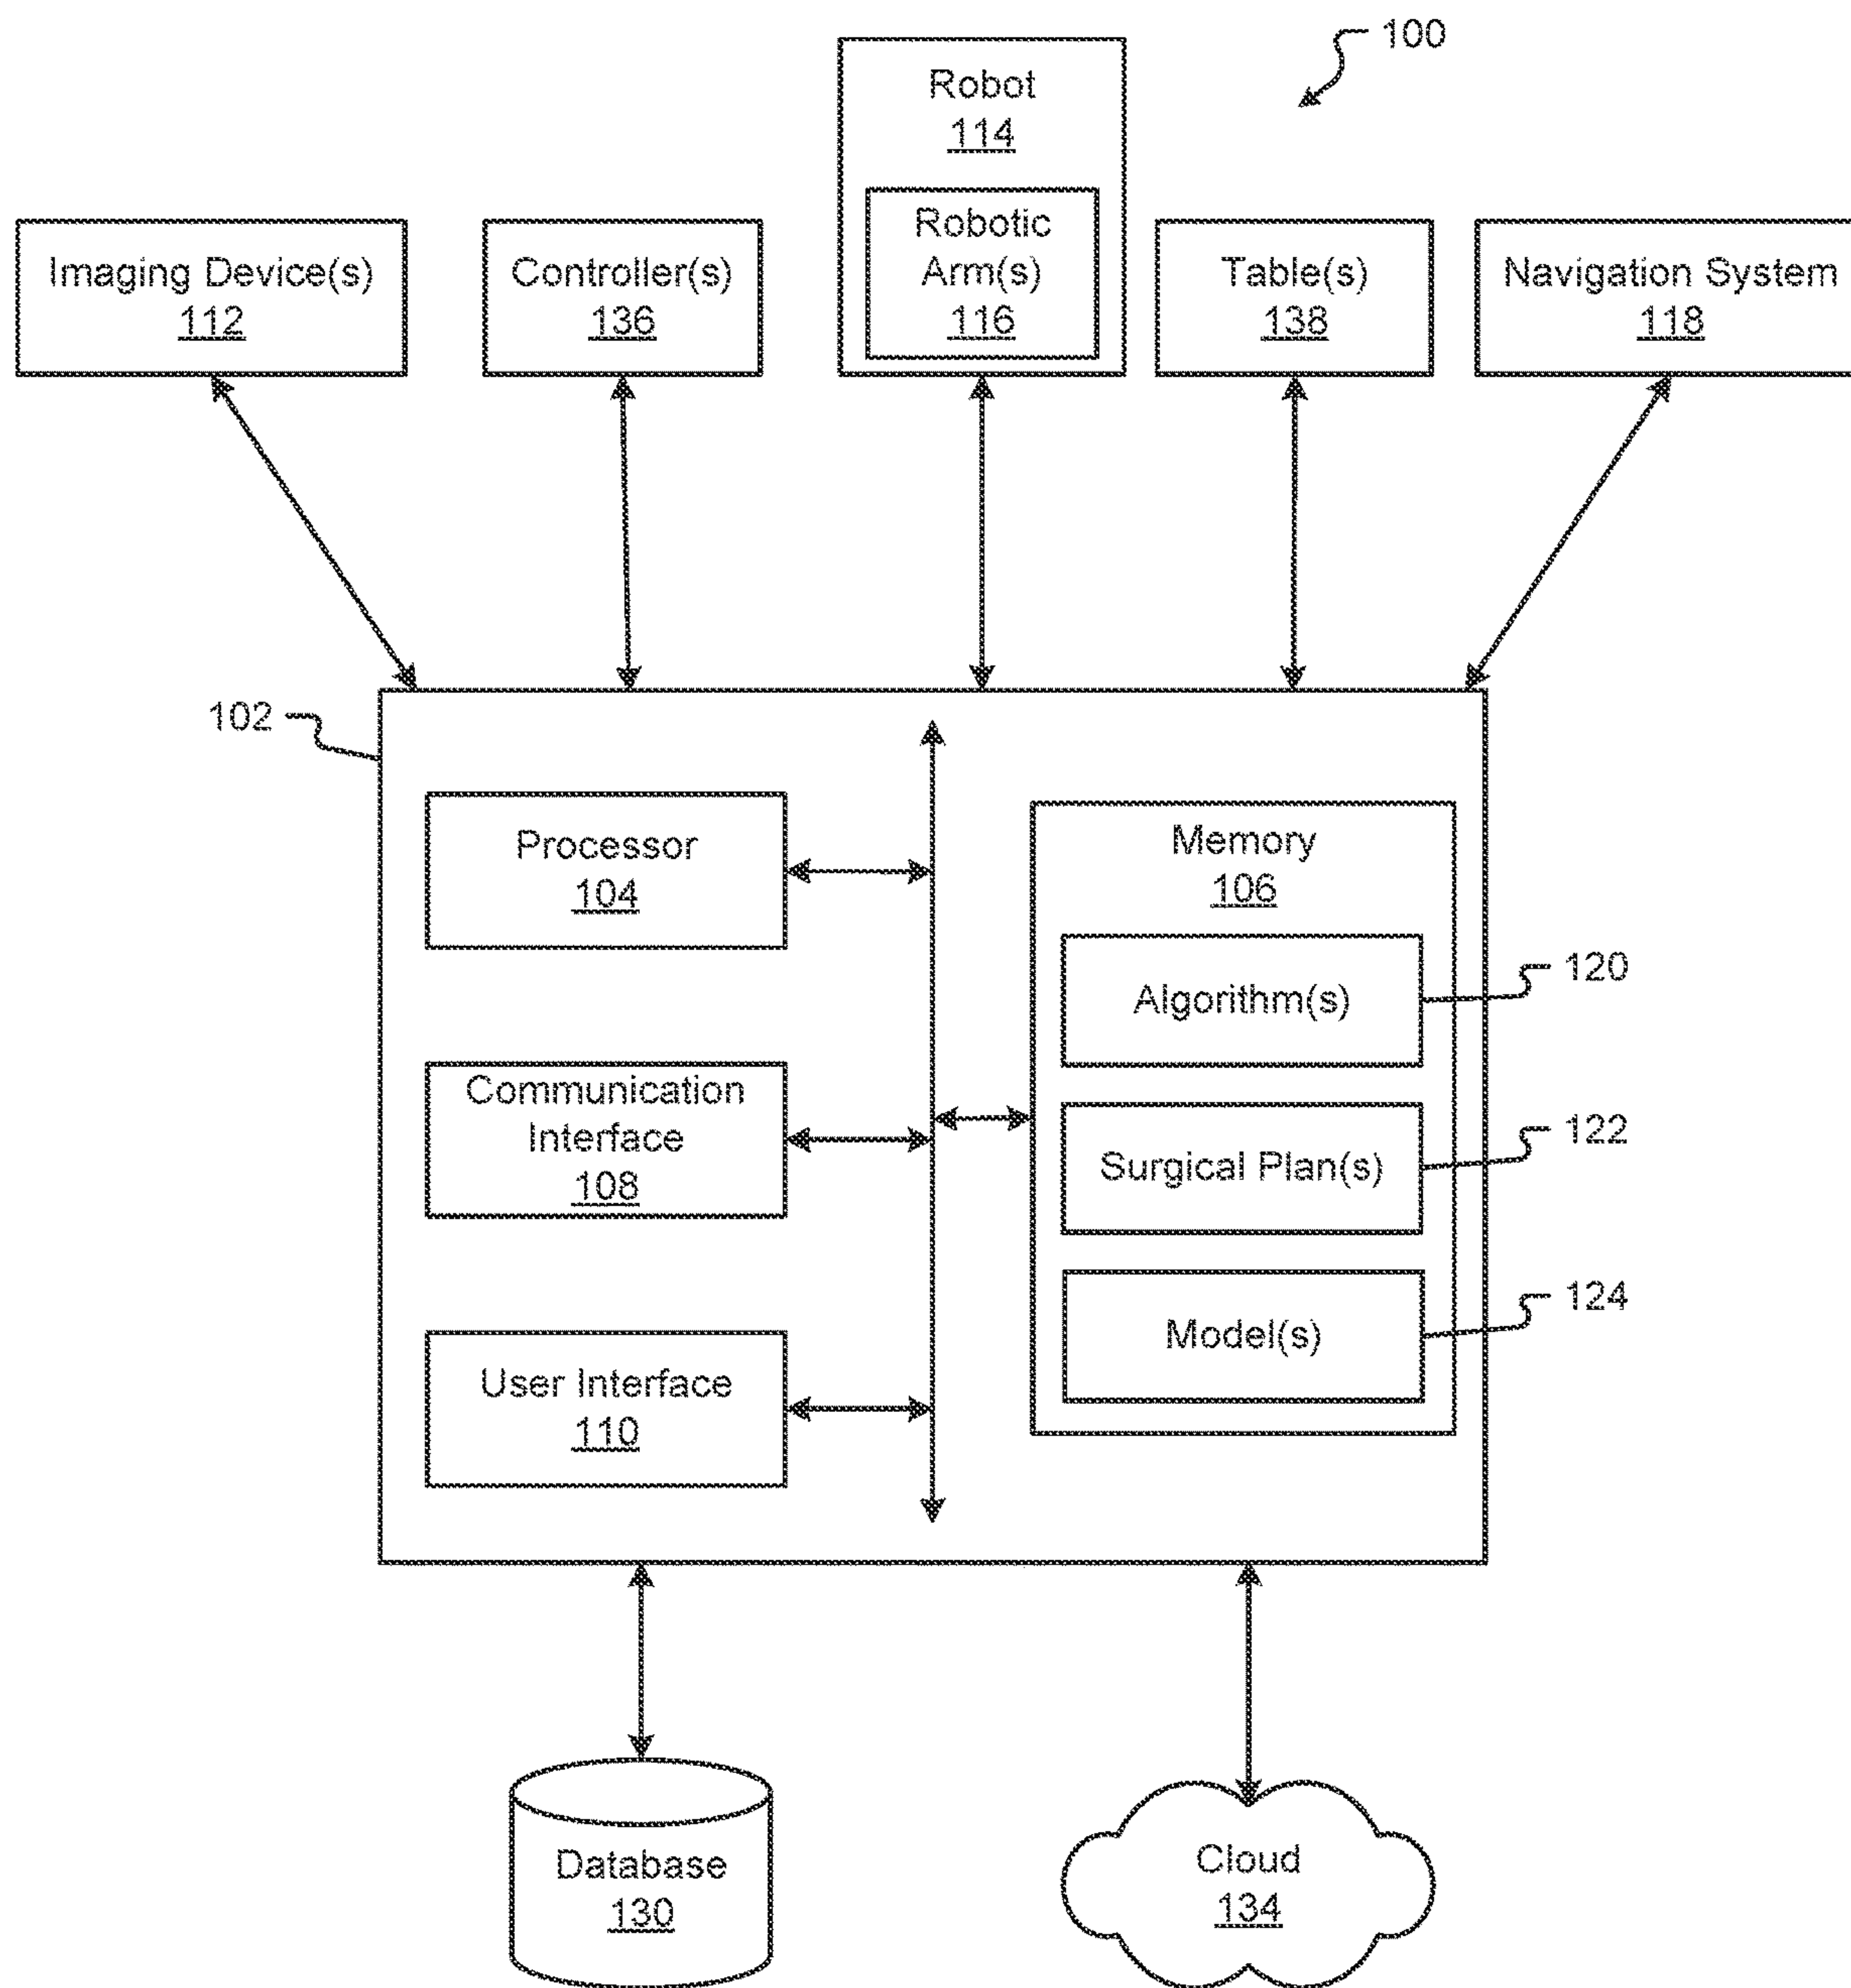 100
Robot
114
Robotic
Arm(s)
116
Imaging Device(s)
112
Controller(s)
136
Table(s)
138
Navigation System
118
102
Processor
104
Memory
106
Algorithm(s)
120
Communication
Interface
108
Surgical Plan(s)
122
Model(s)
124
User Interface
110
Database
130
Cloud
134